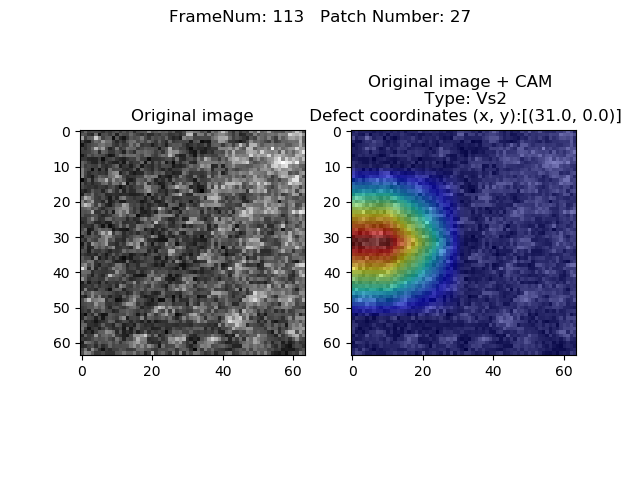 FrameNum: 113   Patch Number: 27
Original image
Original image + CAM
Type: Vs2
Defect coordinates (x, y):[(31.0, 0.0)]
0
10
20
30
40
50
60
0 20 40 60
0
10
20
30
40
50
60
0 20 40 60